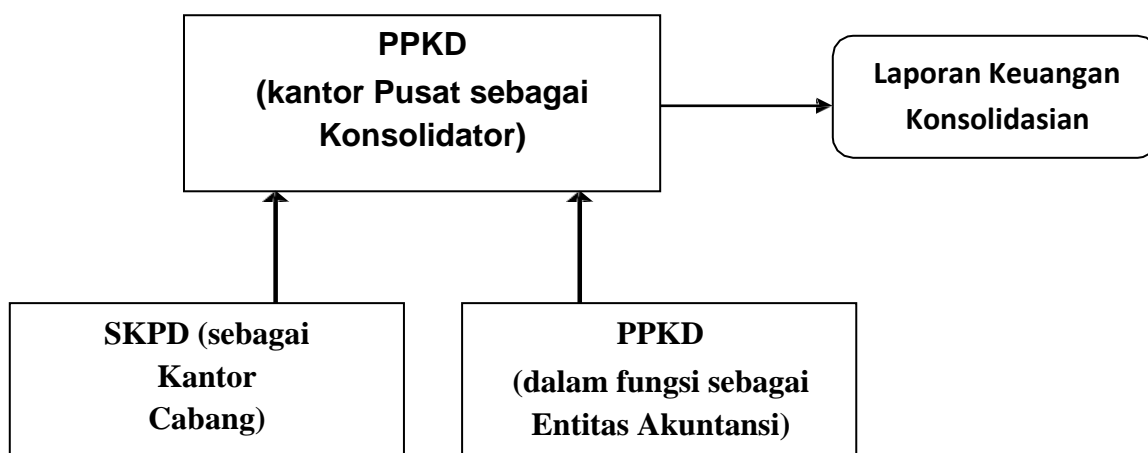 PPKD
(kantor Pusat sebagai
Konsolidator)
Laporan Keuangan
Konsolidasian
SKPD (sebagai
Kantor
Cabang)
PPKD
(dalam fungsi sebagai
Entitas Akuntansi)